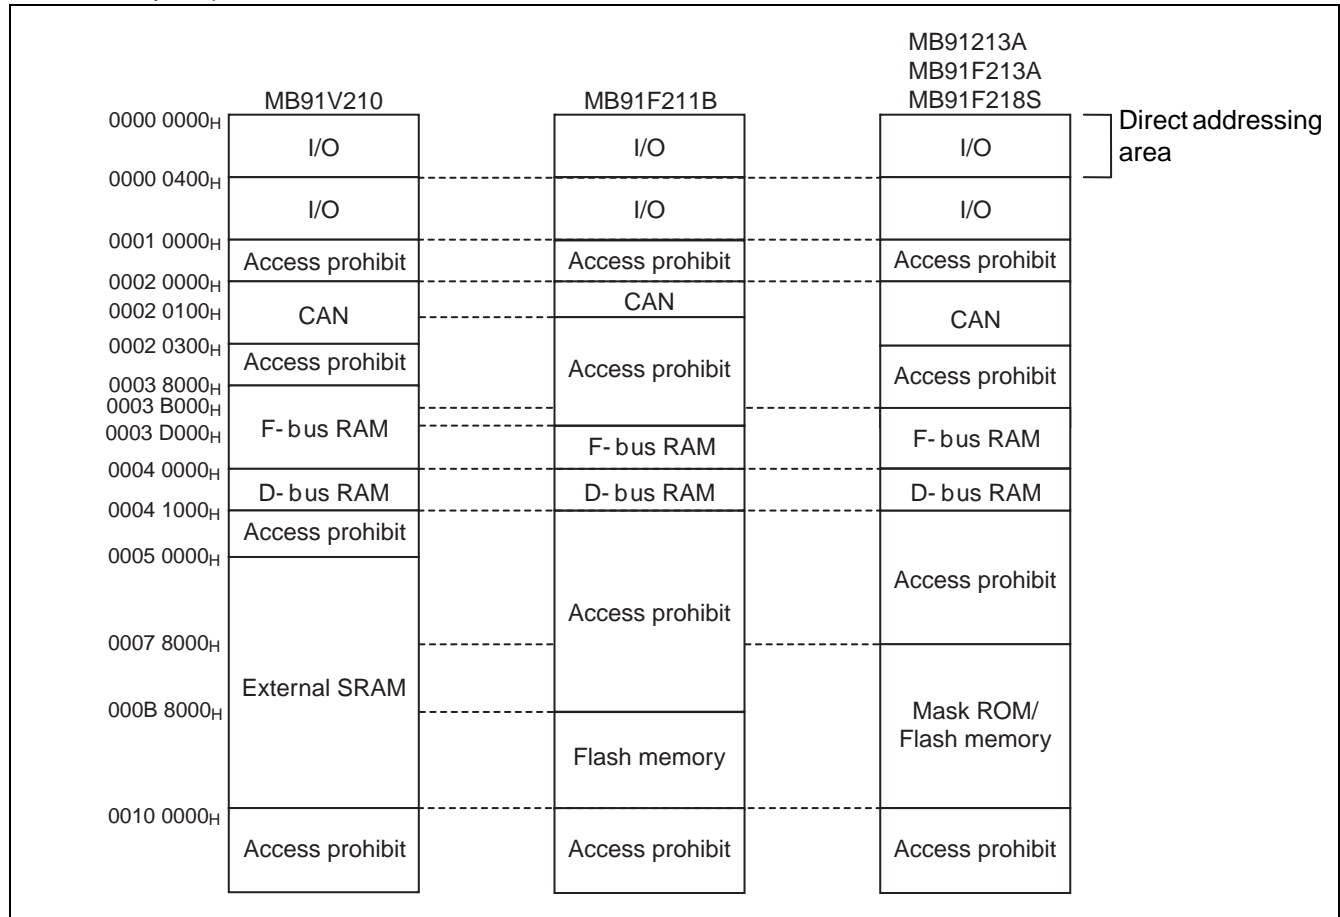 MB91213A
MB91F213A
MB91V210 MB91F211B MB91F218S
0000 0000H
I/O I/O I/O
Direct addressing
area
0000 0400H
I/O I/O I/O
0001 0000H
Access prohibit Access prohibit Access prohibit
0002 0000H
CAN
0002 0100H
CAN CAN
0002 0300H
Access prohibit Access prohibit Access prohibit
0003 8000H
0003 B000H
F-bus RAM F-bus RAM
0003 D000H
F-bus RAM
0004 0000H
D-bus RAM D-bus RAM D-bus RAM
0004 1000H
Access prohibit
0005 0000H
Access prohibit
Access prohibit
0007 8000H
External SRAM
000B 8000H
Mask ROM/
Flash memory
Flash memory
0010 0000H
Access prohibit Access prohibit Access prohibit